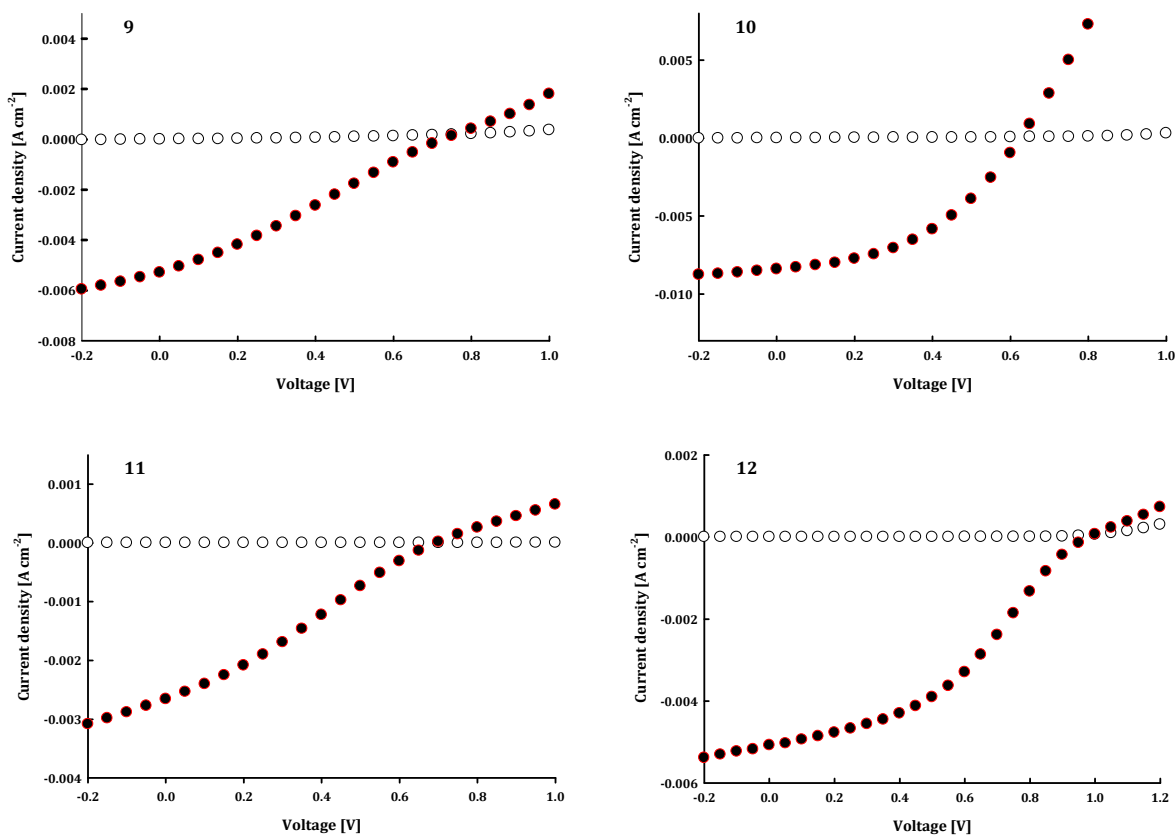 9
0.004
0.002
0.000
-0.002
-0.004
-0.006
-0.008
-0.2 0.0 0.2 0.4 0.6 0.8 1.0
Voltage [V]
Current density [A cm-2]
10
0.005
0.000
-0.005
-0.010
-0.2 0.0 0.2 0.4 0.6 0.8 1.0
Voltage [V]
Current density [A cm-2]
11
0.001
0.000
-0.001
-0.002
-0.003
-0.004
-0.2 0.0 0.2 0.4 0.6 0.8 1.0
Voltage [V]
Current density [A cm-2]
12
0.002
0.000
-0.002
-0.004
-0.006
-0.2 0.0 0.2 0.4 0.6 0.8 1.0 1.2
Voltage [V]
Current density [A cm-2]